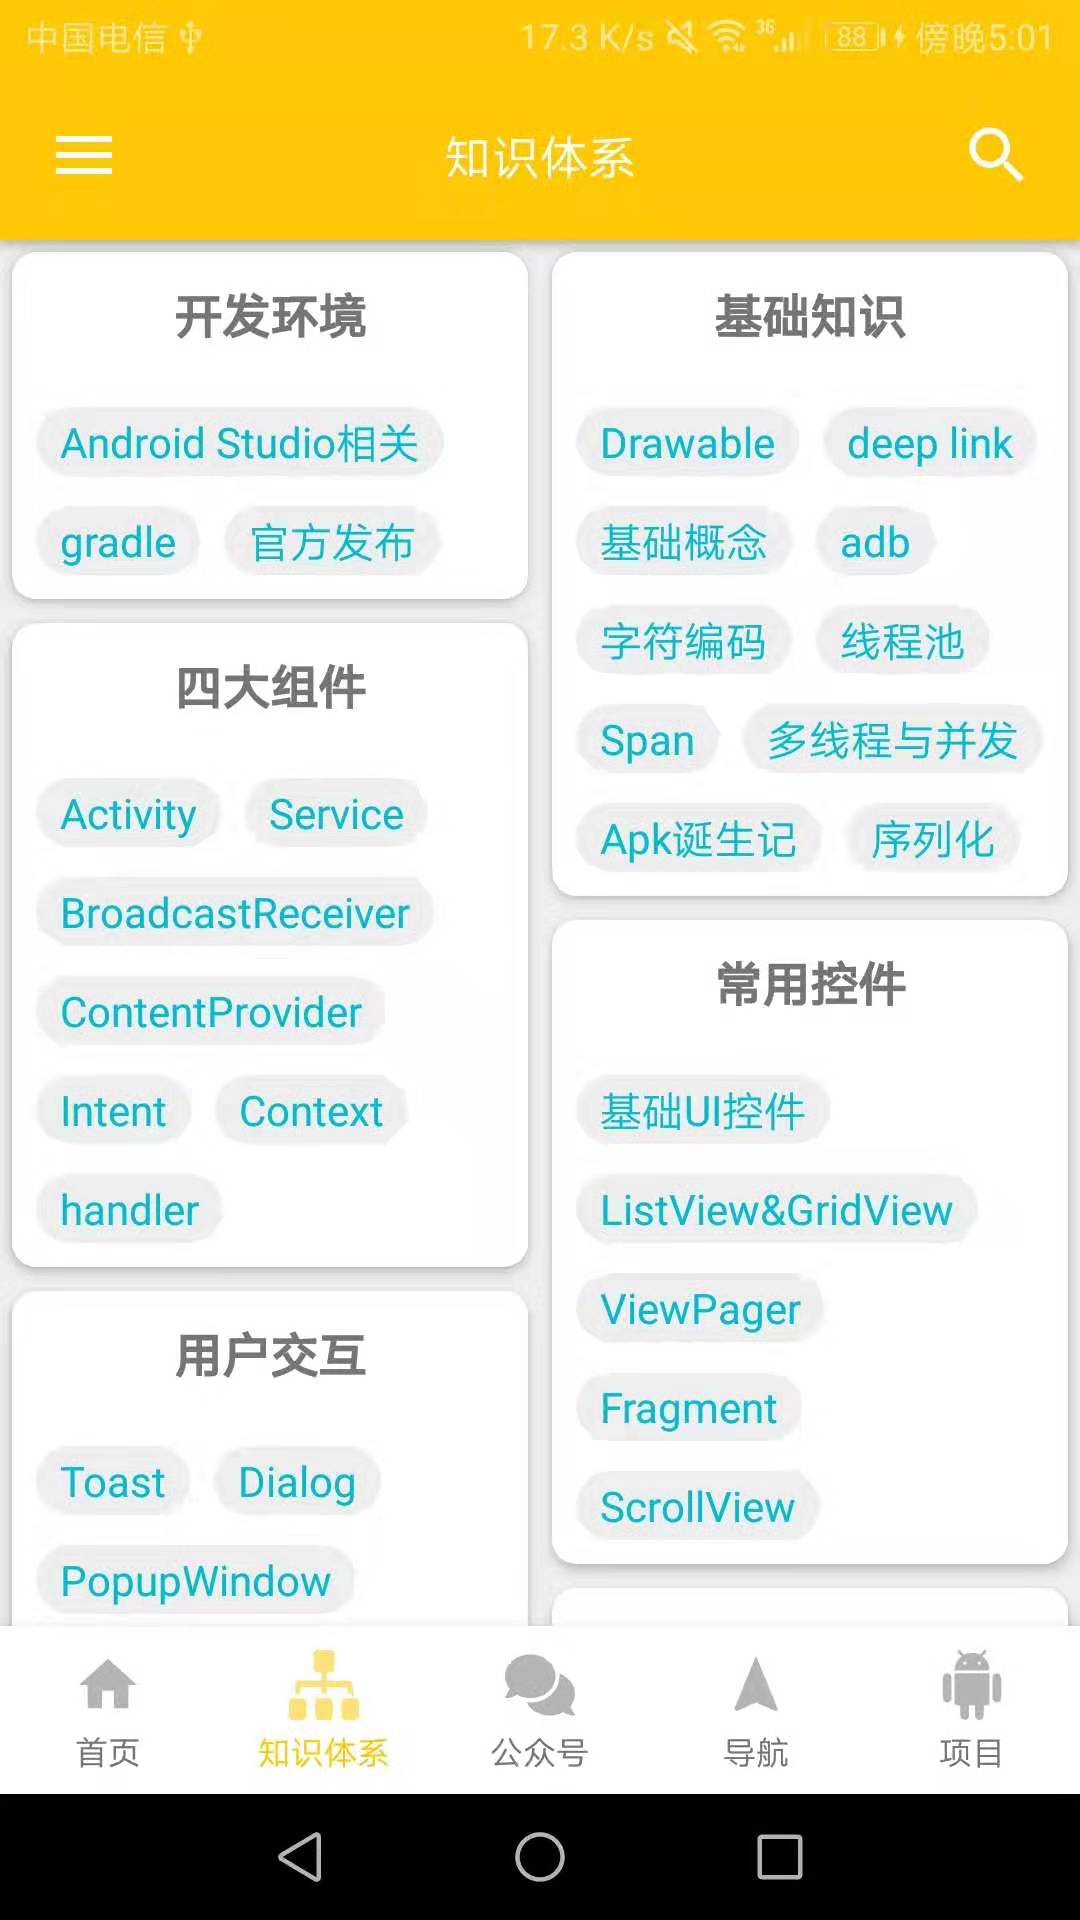 中国电信 17.3 K/s 3G 88 傍晚5:01
知识体系
开发环境
Android Studio相关
gradle 官方发布
四大组件
Activity Service
BroadcastReceiver
ContentProvider
Intent Context
handler
用户交互
Toast Dialog
PopupWindow
基础知识
Drawable deep link
基础概念 adb
字符编码 线程池
Span 多线程与并发
Apk诞生记 序列化
常用控件
基础UI控件
ListView&GridView
ViewPager
Fragment
ScrollView
首页 知识体系 公众号 导航 项目